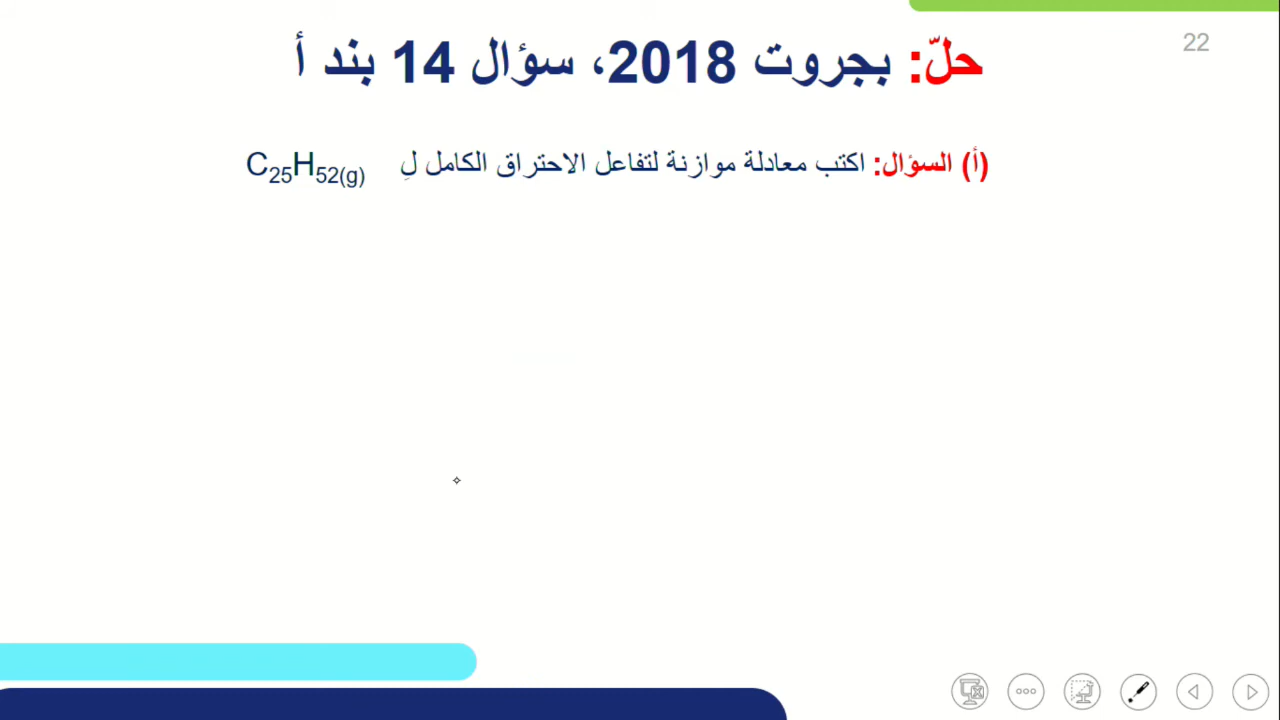 22
حلّ: بجروت 2018، سؤال 14 بند أ
(أ) السؤال: اكتب معادلة موازنة لتفاعل الاحتراق الكامل لِ C₂₅H₅₂(g)